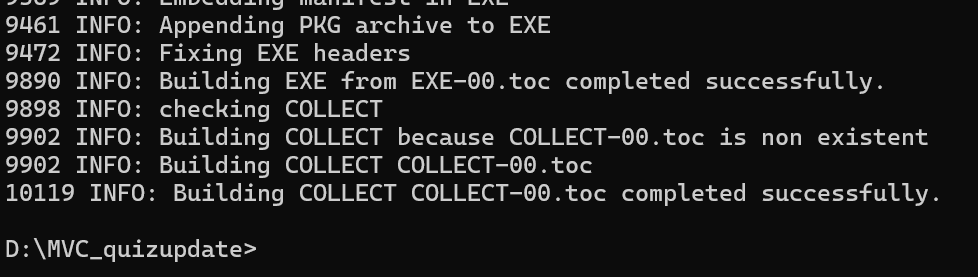 9389 INFO: Embedding manifest in EXE
9461 INFO: Appending PKG archive to EXE
9472 INFO: Fixing EXE headers
9890 INFO: Building EXE from EXE-00.toc completed successfully.
9898 INFO: checking COLLECT
9902 INFO: Building COLLECT because COLLECT-00.toc is non existent
9902 INFO: Building COLLECT COLLECT-00.toc
10119 INFO: Building COLLECT COLLECT-00.toc completed successfully.
D:\MVC_quizupdate>